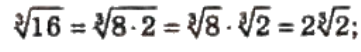 ∛16 = ∛8 · 2 = ∛8 · ∛2 = 2∛2;